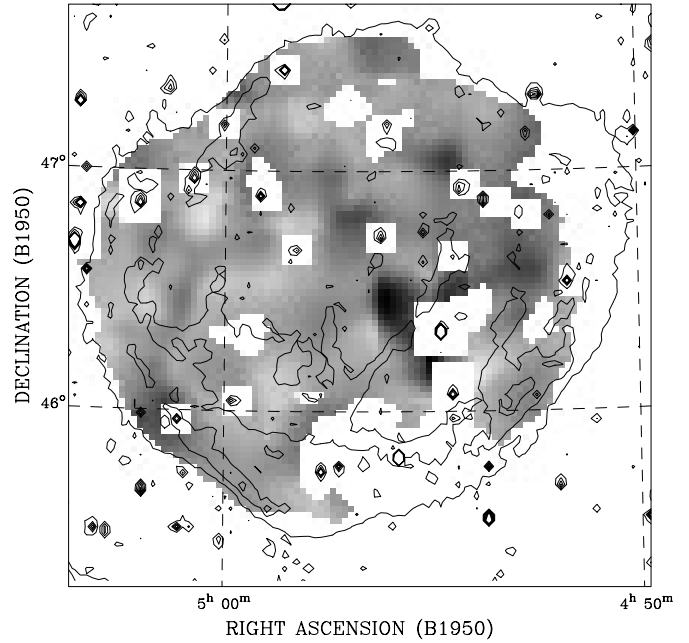 47°
DECLINATION (B1950)
46°
5ʰ 00ᵐ
4ʰ 50ᵐ
RIGHT ASCENSION (B1950)